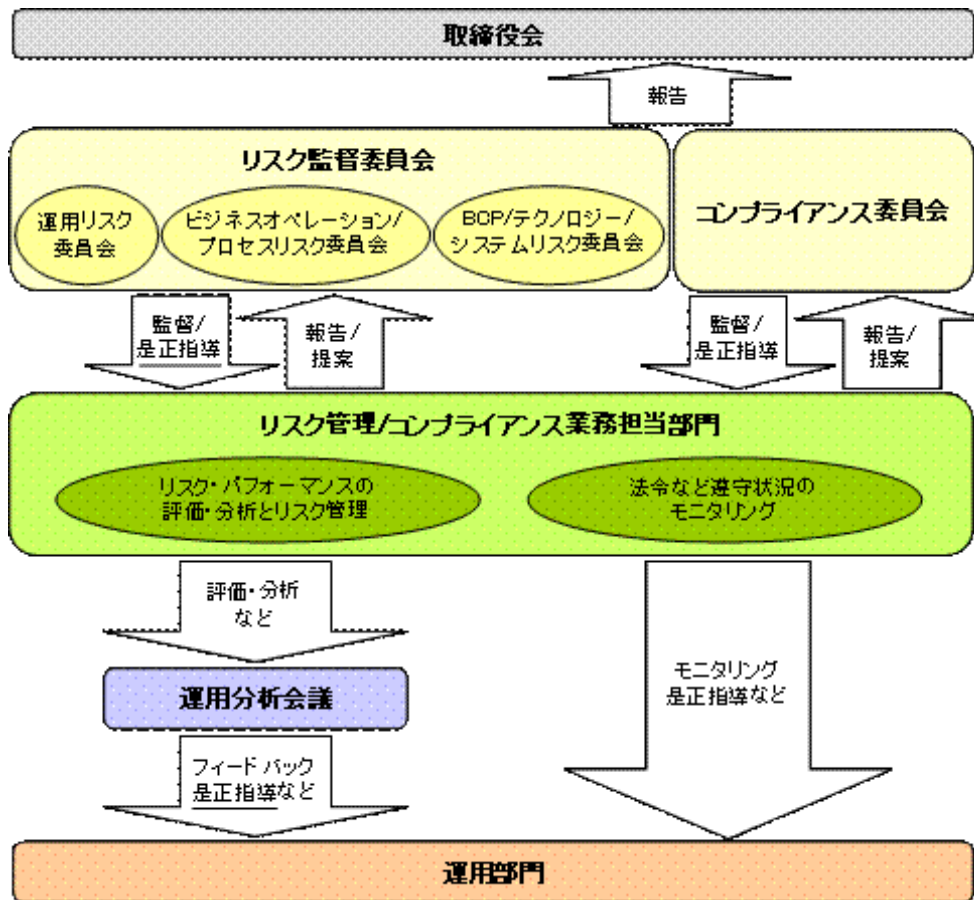 取締役会
報告
リスク監督委員会
運用リスク
委員会
ビジネスオペレーション/
プロセスリスク委員会
BCP/テクノロジー/
システムリスク委員会
コンプライアンス委員会
監督/
是正指導
報告/
提案
監督/
是正指導
報告/
提案
リスク管理/コンプライアンス業務担当部門
リスク・パフォーマンスの
評価・分析とリスク管理
法令など遵守状況の
モニタリング
評価・分析
など
運用分析会議
モニタリング
是正指導など
フィードバック
是正指導など
運用部門